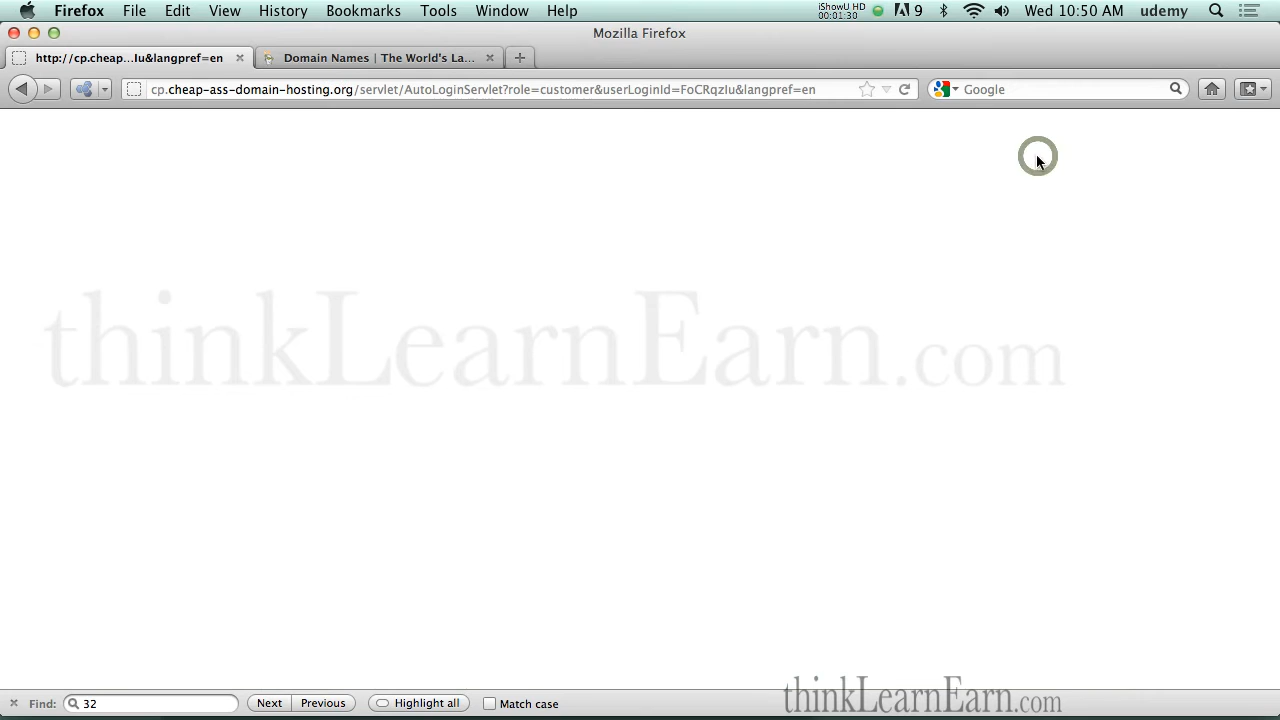 Firefox File Edit View History Bookmarks Tools Window Help iShowU HD 00:01:30 9 Wed 10:50 AM udemy
Mozilla Firefox
http://cp.cheap...Iu&langpref=en Domain Names | The World's La...
cp.cheap-ass-domain-hosting.org/servlet/AutoLoginServlet?role=customer&userLoginId=FoCRqzIu&langpref=en Google
thinkLearnEarn.com
Find: 32 Next Previous Highlight all Match case
thinkLearnEarn.com